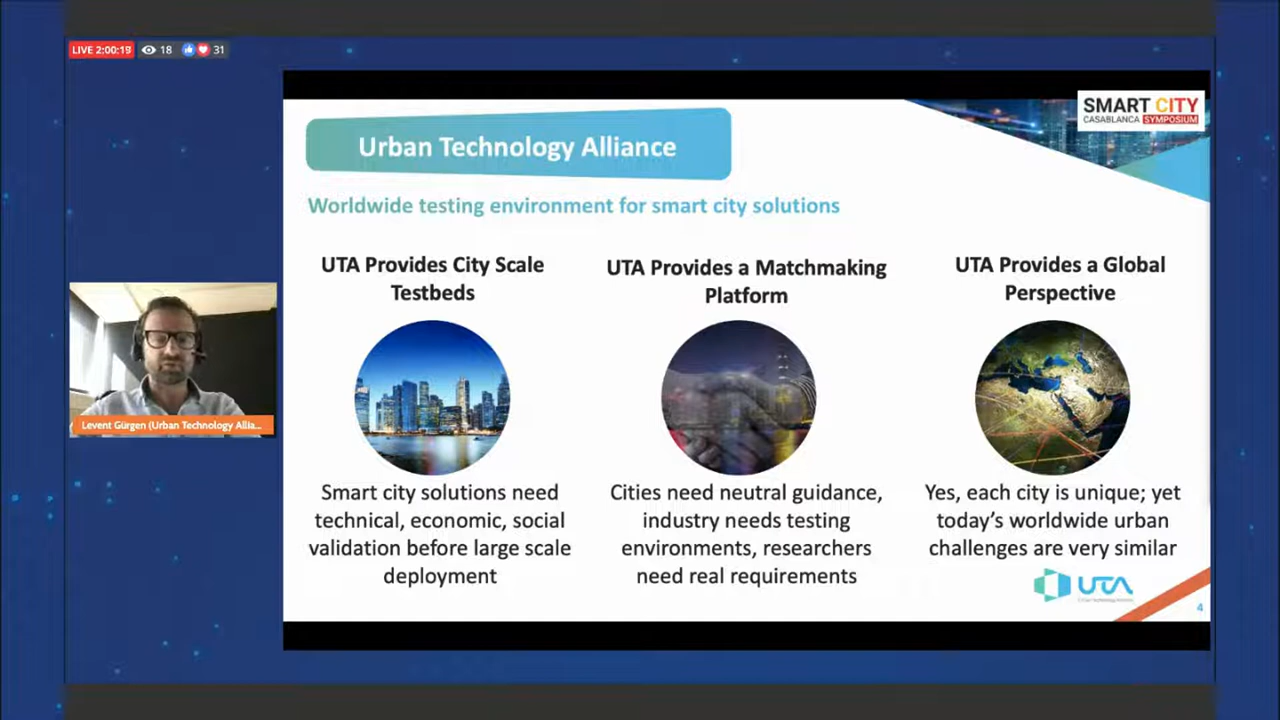 LIVE 2:00:19 18 31
SMART CITY
CASABLANCA SYMPOSIUM
Urban Technology Alliance
Worldwide testing environment for smart city solutions
UTA Provides City Scale
Testbeds
Smart city solutions need
technical, economic, social
validation before large scale
deployment
UTA Provides a Matchmaking
Platform
Cities need neutral guidance,
industry needs testing
environments, researchers
need real requirements
UTA Provides a Global
Perspective
Yes, each city is unique; yet
today’s worldwide urban
challenges are very similar
Levent Gürgen (Urban Technology Allia...
UTA
Urban Technology Alliance
4